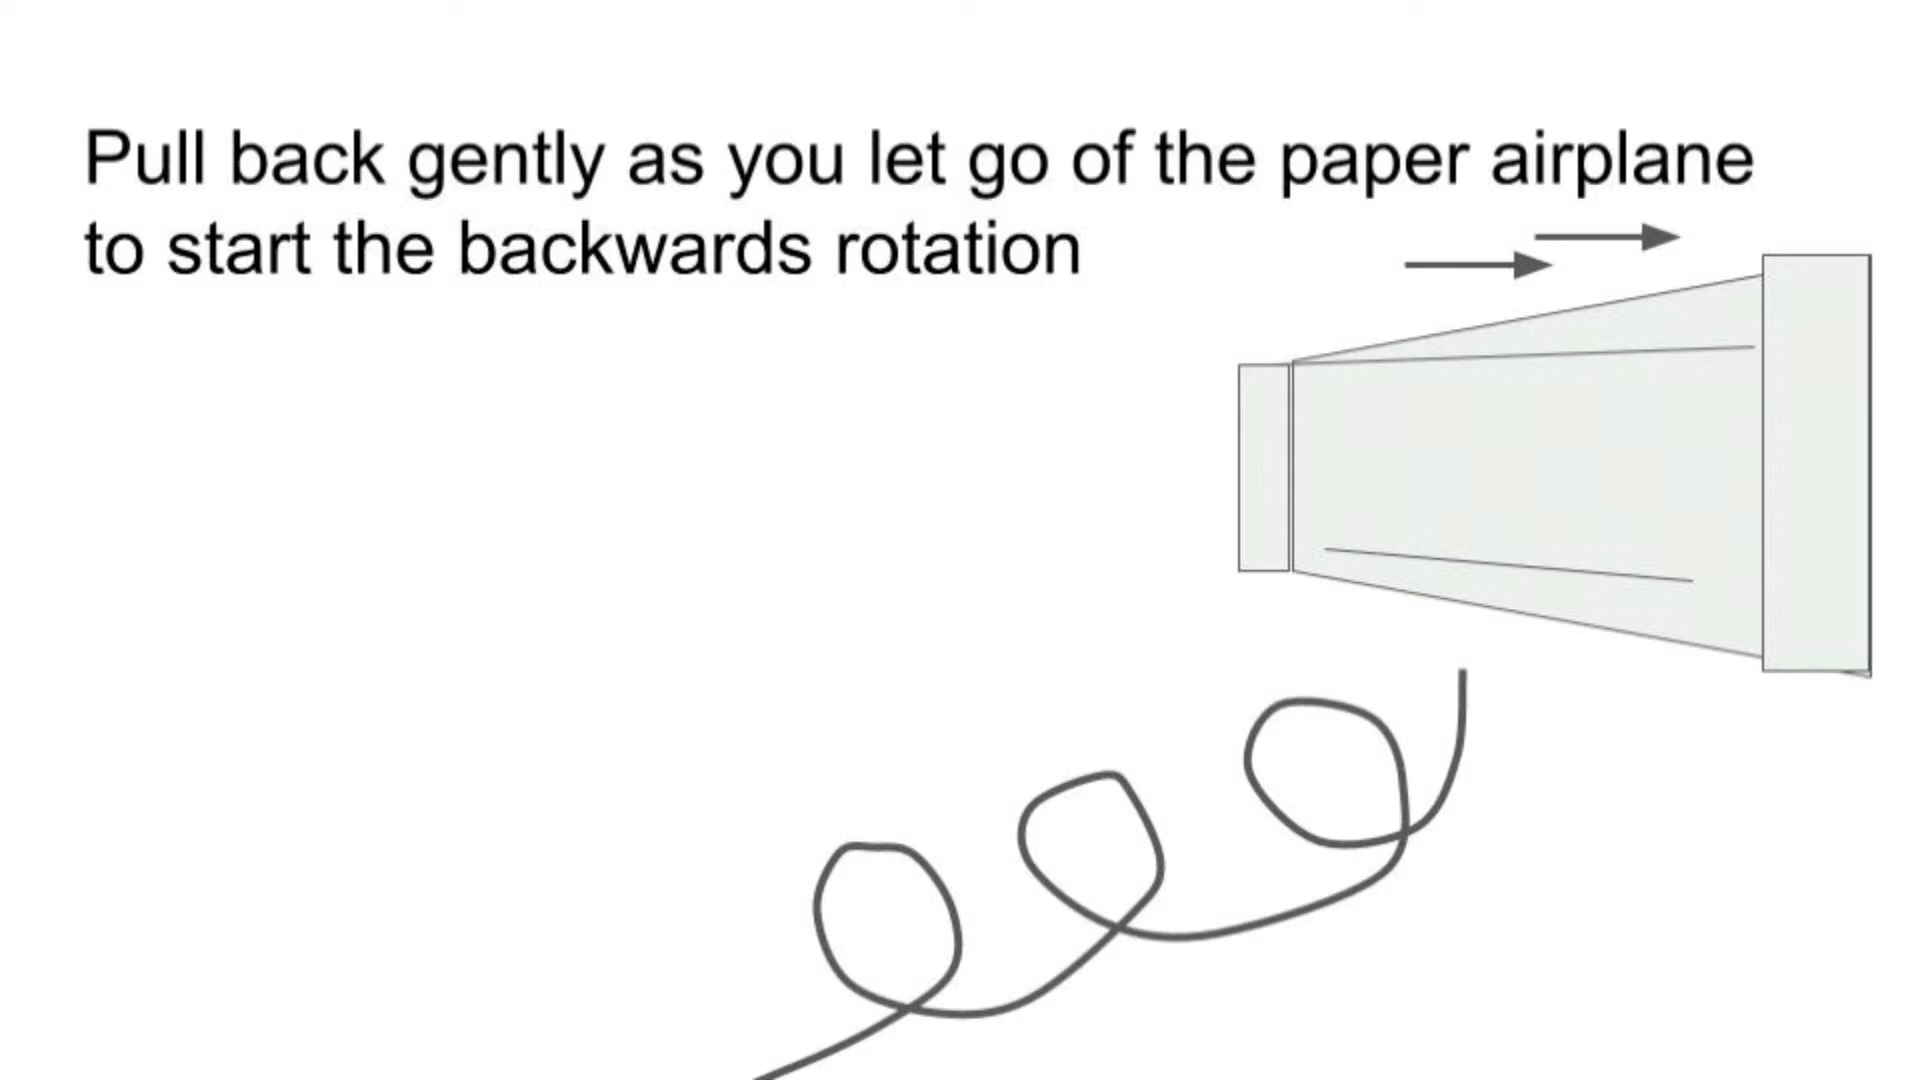 Pull back gently as you let go of the paper airplane
to start the backwards rotation